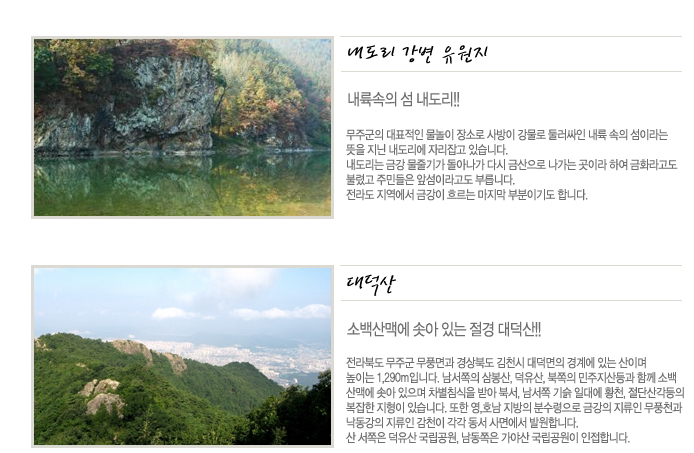 내도리 강변 유원지
내륙속의 섬 내도리!!
무주군의 대표적인 물놀이 장소로 사방이 강물로 둘러싸인 내륙 속의 섬이라는
뜻을 지닌 내도리에 자리잡고 있습니다.
내도리는 금강 물줄기가 돌아나가 다시 금산으로 나가는 곳이라 하여 금화라고도
불렸고 주민들은 앞섬이라고도 부릅니다.
전라도 지역에서 금강이 흐르는 마지막 부분이기도 합니다.
대덕산
소백산맥에 솟아 있는 절경 대덕산!!
전라북도 무주군 무풍면과 경상북도 김천시 대덕면의 경계에 있는 산이며
높이는 1,290m입니다. 남서쪽의 삼봉산, 덕유산, 북쪽의 민주지산등과 함께 소백
산맥에 솟아 있으며 차별침식을 받아 북서, 남서쪽 기슭 일대에 황천, 절단산각등의
복잡한 지형이 있습니다. 또한 영,호남 지방의 분수령으로 금강의 지류인 무풍천과
낙동강의 지류인 감천이 각각 동서 사면에서 발원합니다.
산 서쪽은 덕유산 국립공원, 남동쪽은 가야산 국립공원이 인접합니다.